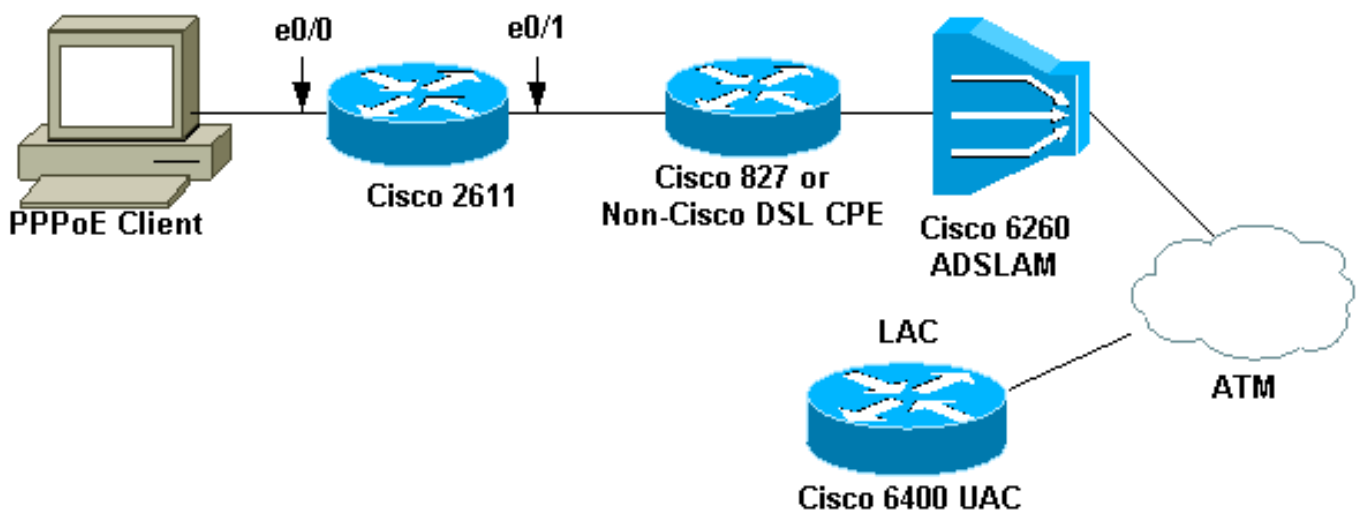 e0/0
e0/1
PPPoE Client
Cisco 2611
Cisco 827 or
Non-Cisco DSL CPE
Cisco 6260
ADSLAM
LAC
ATM
Cisco 6400 UAC